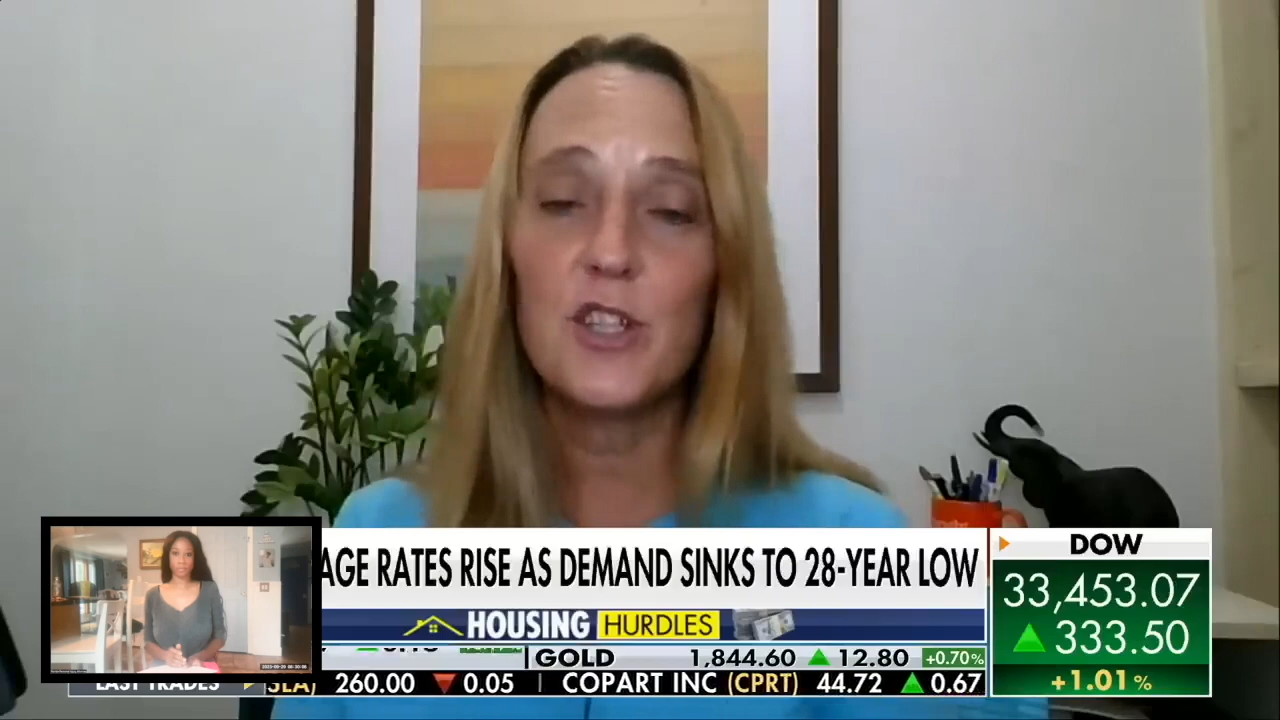 AGE RATES RISE AS DEMAND SINKS TO 28-YEAR LOW
HOUSING HURDLES
DOW
33,453.07
333.50
+1.01%
GOLD 1,844.60 12.80 +0.70%
LAST TRADES
SLA) 260.00 0.05 | COPART INC (CPRT) 44.72 0.67